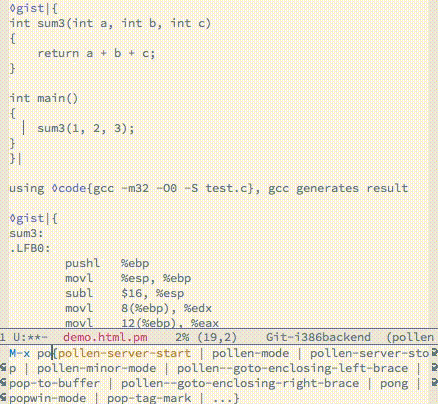 ◊gist|{
int sum3(int a, int b, int c)
{
    return a + b + c;
}

int main()
{
    sum3(1, 2, 3);
}
}|

using ◊code{gcc -m32 -O0 -S test.c}, gcc generates result

◊gist|{
sum3:
.LFB0:
        pushl   %ebp
        movl    %esp, %ebp
        subl    $16, %esp
        movl    8(%ebp), %edx
        movl    12(%ebp), %eax
1 U:**-  demo.html.pm    2% (19,2)    Git-i386backend  (pollen
M-x po{pollen-server-start | pollen-mode | pollen-server-sto
p | pollen-minor-mode | pollen--goto-enclosing-left-brace |
pop-to-buffer | pollen--goto-enclosing-right-brace | pong |
popwin-mode | pop-tag-mark | ...}